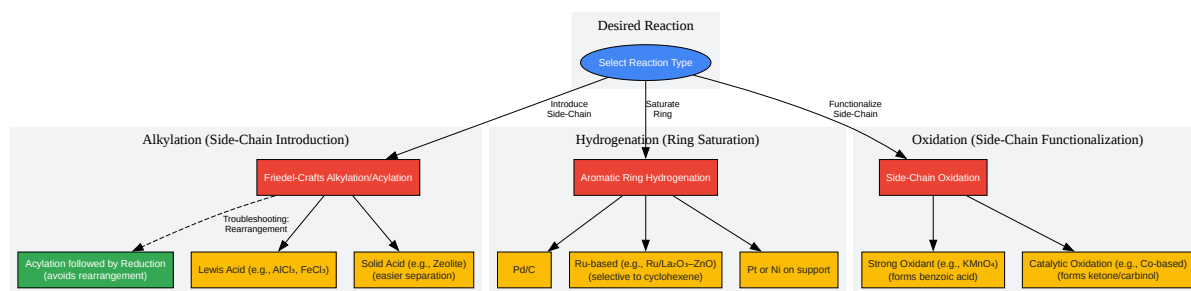 Desired Reaction
Select Reaction Type
Introduce
Side-Chain
Saturate
Ring
Functionalize
Side-Chain
Alkylation (Side-Chain Introduction)
Hydrogenation (Ring Saturation)
Oxidation (Side-Chain Functionalization)
Friedel-Crafts Alkylation/Acylation
Aromatic Ring Hydrogenation
Side-Chain Oxidation
Troubleshooting:
Rearrangement
Acylation followed by Reduction
(avoids rearrangement)
Lewis Acid (e.g., AlCl₃, FeCl₃)
Solid Acid (e.g., Zeolite)
(easier separation)
Pd/C
Ru-based (e.g., Ru/La₂O₃–ZnO)
(selective to cyclohexene)
Pt or Ni on support
Strong Oxidant (e.g., KMnO₄)
(forms benzoic acid)
Catalytic Oxidation (e.g., Co-based)
(forms ketone/carbinol)